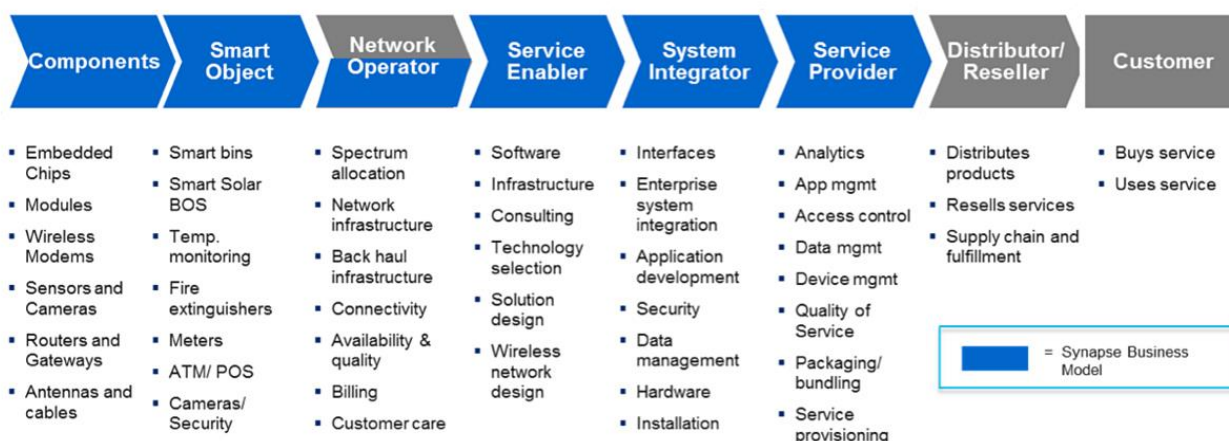 Components
Smart
Object
Network
Operator
Service
Enabler
System
Integrator
Service
Provider
Distributor/
Reseller
Customer
▪ Embedded
Chips
▪ Modules
▪ Wireless
Modems
▪ Sensors and
Cameras
▪ Routers and
Gateways
▪ Antennas and
cables
▪ Smart bins
▪ Smart Solar
BOS
▪ Temp.
monitoring
▪ Fire
extinguishers
▪ Meters
▪ ATM/ POS
▪ Cameras/
Security
▪ Spectrum
allocation
▪ Network
infrastructure
▪ Back haul
infrastructure
▪ Connectivity
▪ Availability &
quality
▪ Billing
▪ Customer care
▪ Software
▪ Infrastructure
▪ Consulting
▪ Technology
selection
▪ Solution
design
▪ Wireless
network
design
▪ Interfaces
▪ Enterprise
system
integration
▪ Application
development
▪ Security
▪ Data
management
▪ Hardware
▪ Installation
▪ Analytics
▪ App mgmt
▪ Access control
▪ Data mgmt
▪ Device mgmt
▪ Quality of
Service
▪ Packaging/
bundling
▪ Service
provisioning
▪ Distributes
products
▪ Resells services
▪ Supply chain and
fulfillment
▪ Buys service
▪ Uses service
= Synapse Business
Model